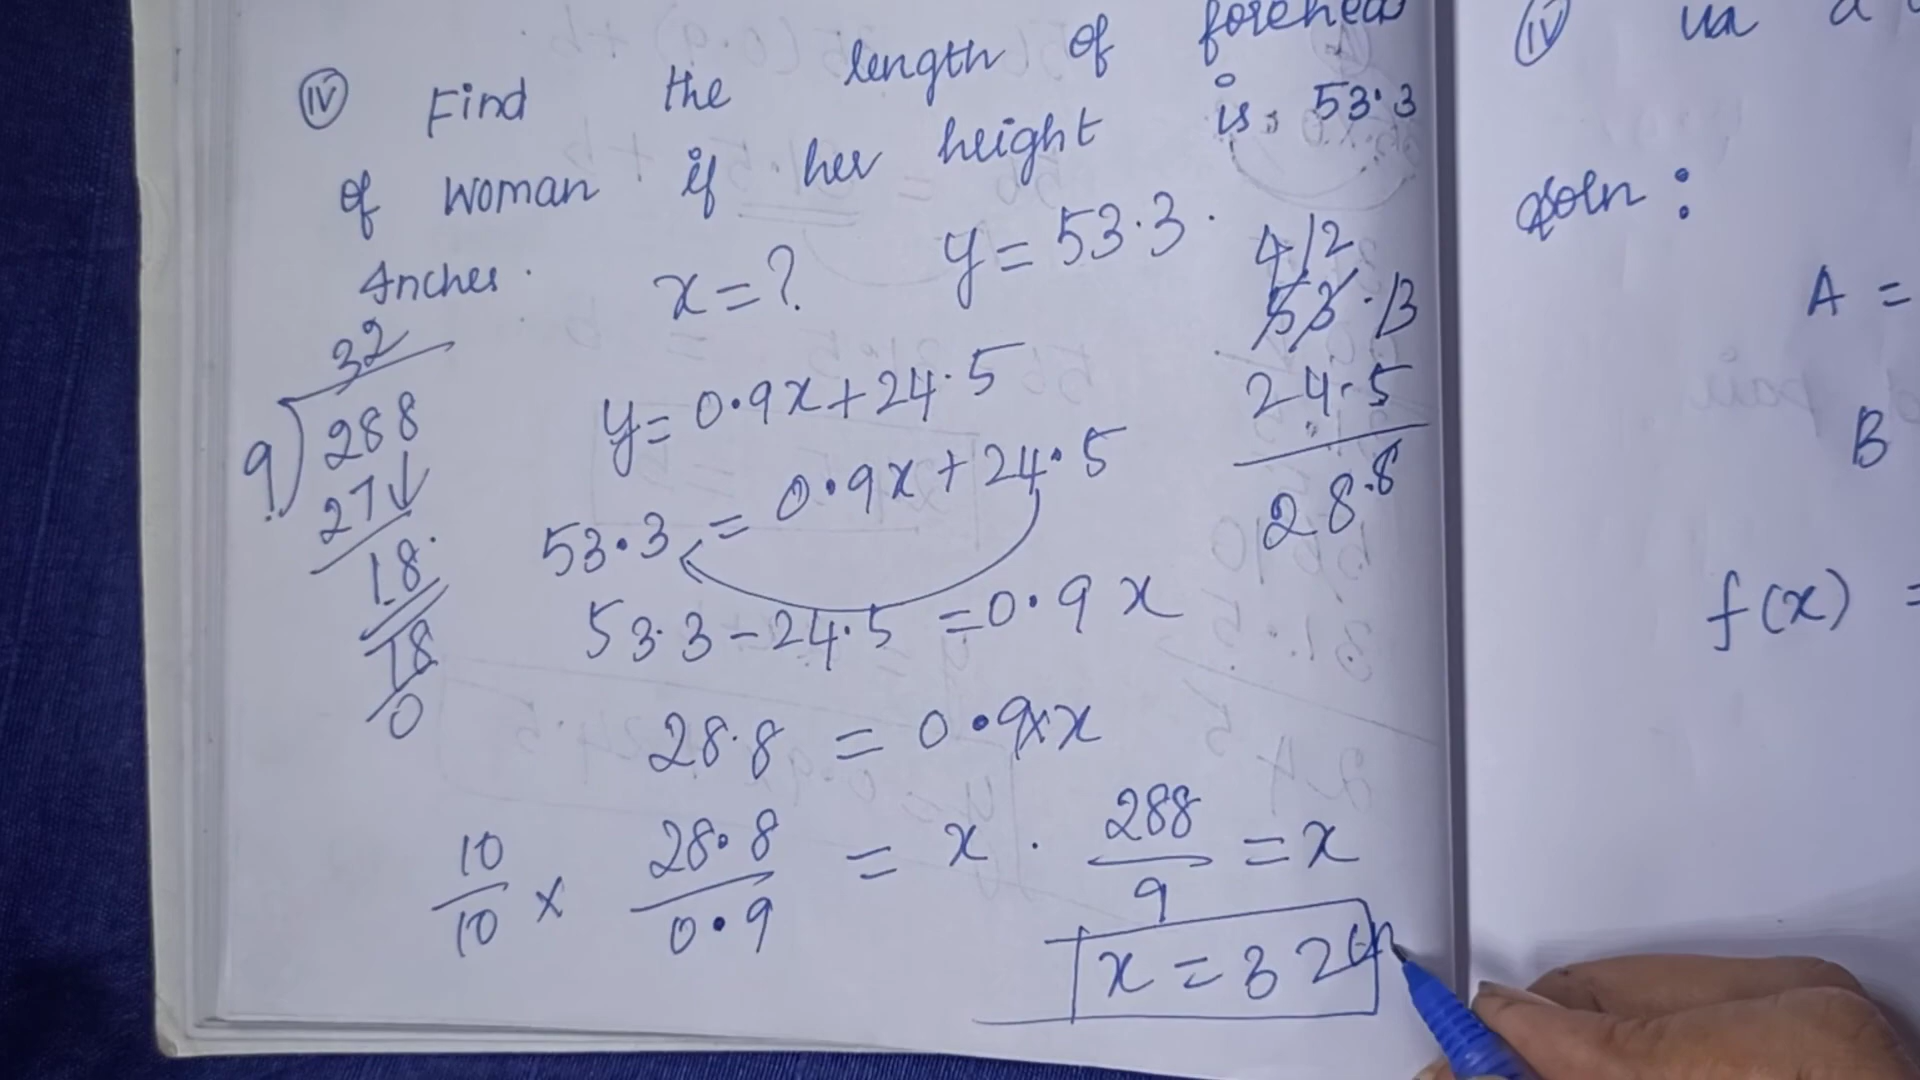 (iv) Find the length of
of woman if her height is 53.3
Inches.
x = ? y = 53.3.
4 12
53.13
24.5
28.8
y = 0.9x + 24.5
53.3 = 0.9x + 24.5
53.3 - 24.5 = 0.9x
28.8 = 0.9 x x
10/10 x 28.8/0.9 = x. 288/9 = x
x = 32
32
9) 288
27↓
18
18
0
(iv)
Soln :
A =
B
f(x) =